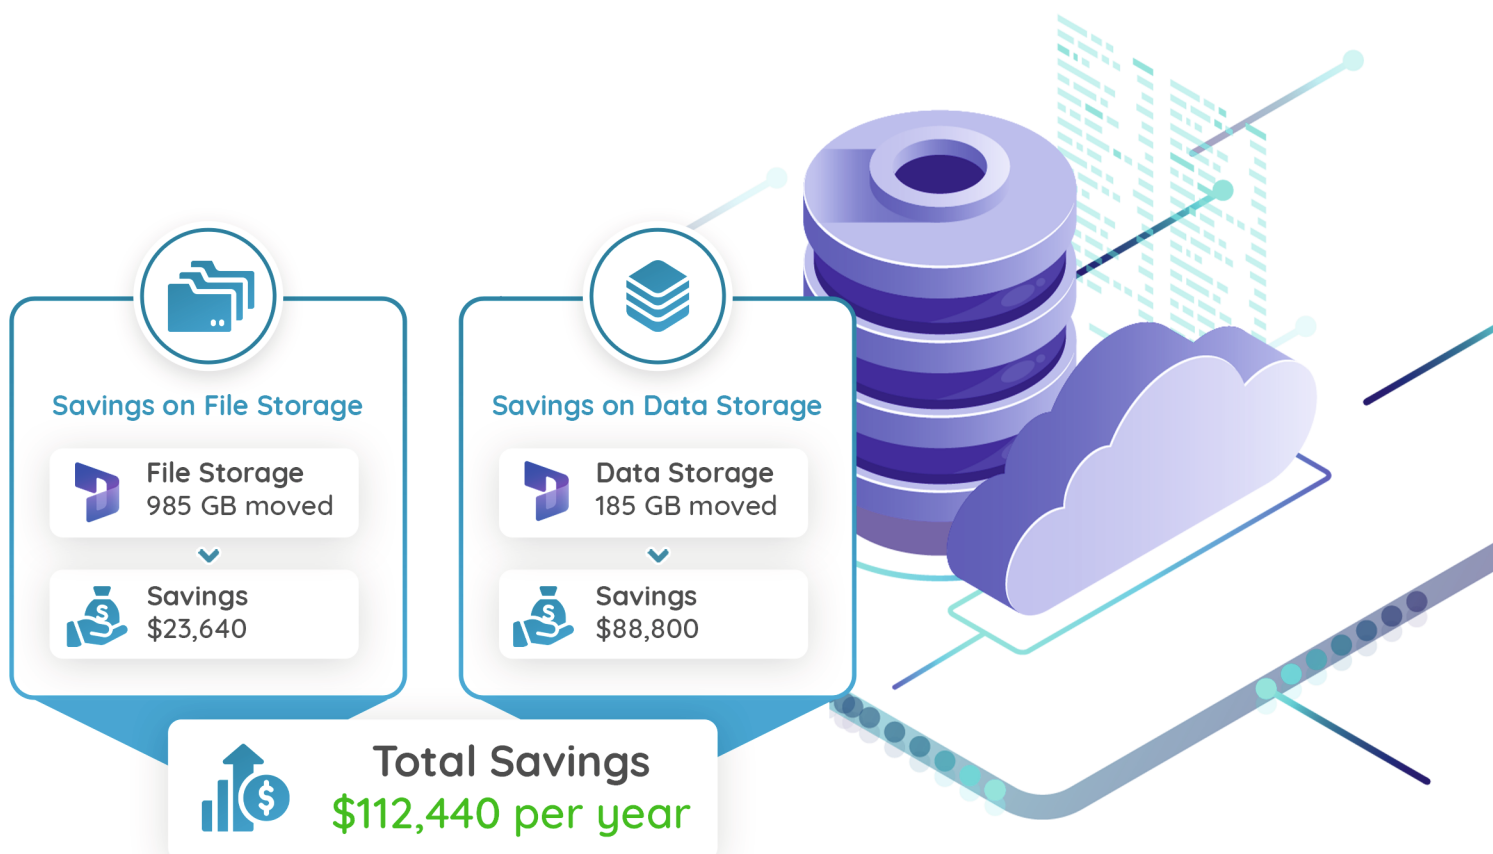 Savings on File Storage
File Storage
985 GB moved
Savings
$23,640
Savings on Data Storage
Data Storage
185 GB moved
Savings
$88,800
Total Savings
$112,440 per year